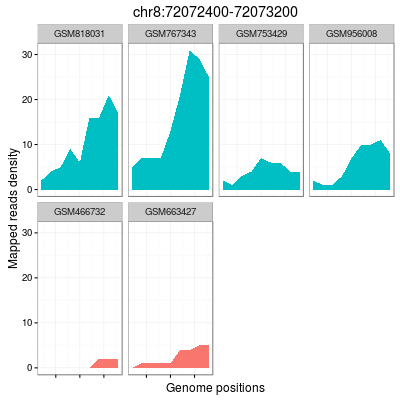 chr8:72072400-72073200
GSM818031 GSM767343 GSM753429 GSM956008
30
20
10
0
GSM466732 GSM663427
30
20
10
0
Mapped reads density
Genome positions